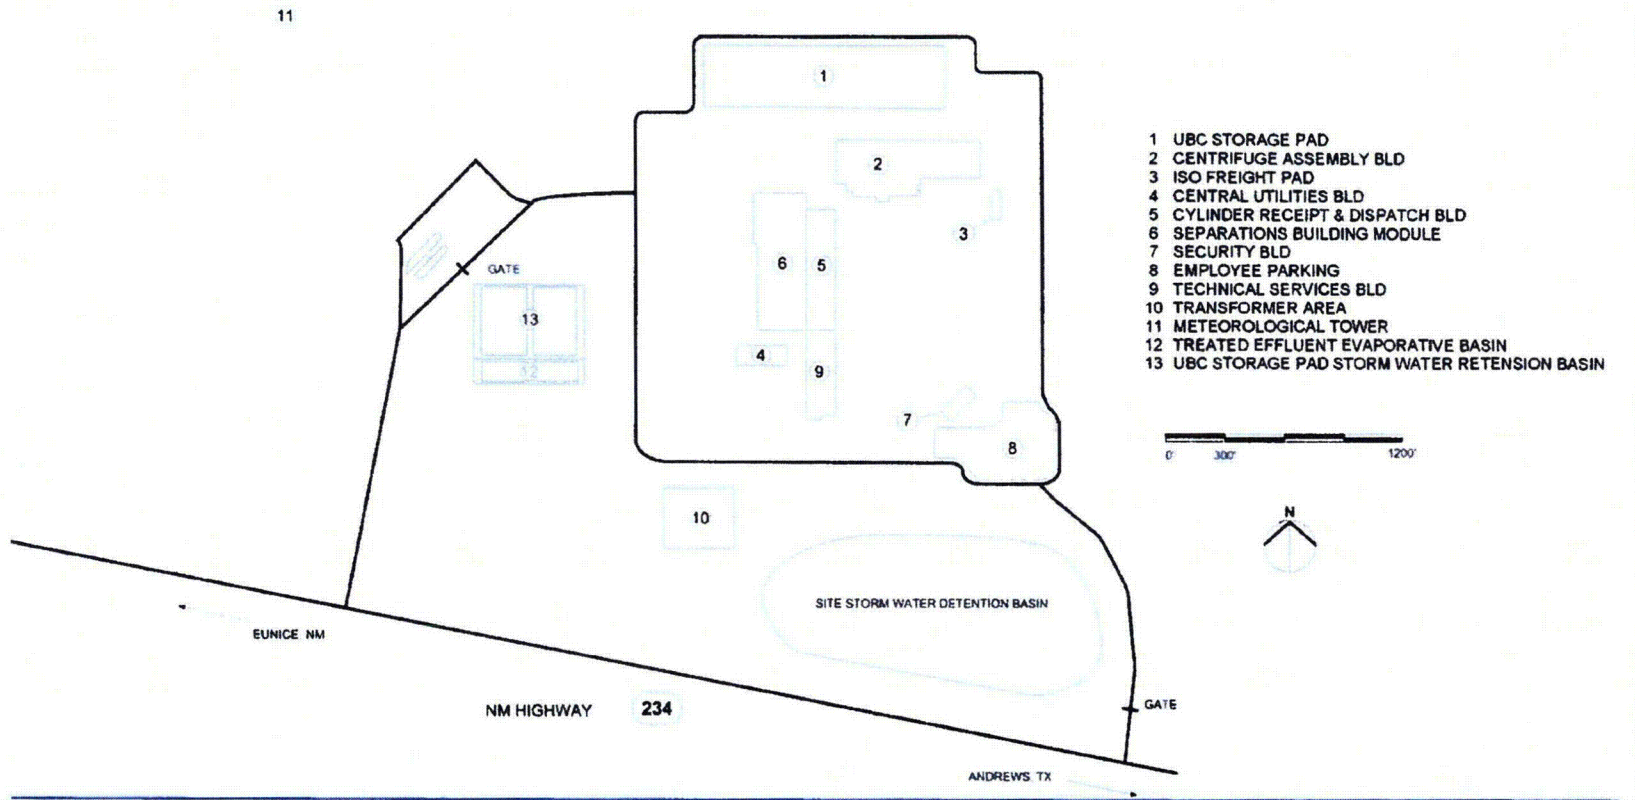 11
1
2
3
6
5
GATE
13
12
4
9
7
8
10
1 UBC STORAGE PAD
2 CENTRIFUGE ASSEMBLY BLD
3 ISO FREIGHT PAD
4 CENTRAL UTILITIES BLD
5 CYLINDER RECEIPT & DISPATCH BLD
6 SEPARATIONS BUILDING MODULE
7 SECURITY BLD
8 EMPLOYEE PARKING
9 TECHNICAL SERVICES BLD
10 TRANSFORMER AREA
11 METEOROLOGICAL TOWER
12 TREATED EFFLUENT EVAPORATIVE BASIN
13 UBC STORAGE PAD STORM WATER RETENSION BASIN
0' 300' 1200'
N
SITE STORM WATER DETENTION BASIN
EUNICE NM
NM HIGHWAY 234
GATE
ANDREWS TX